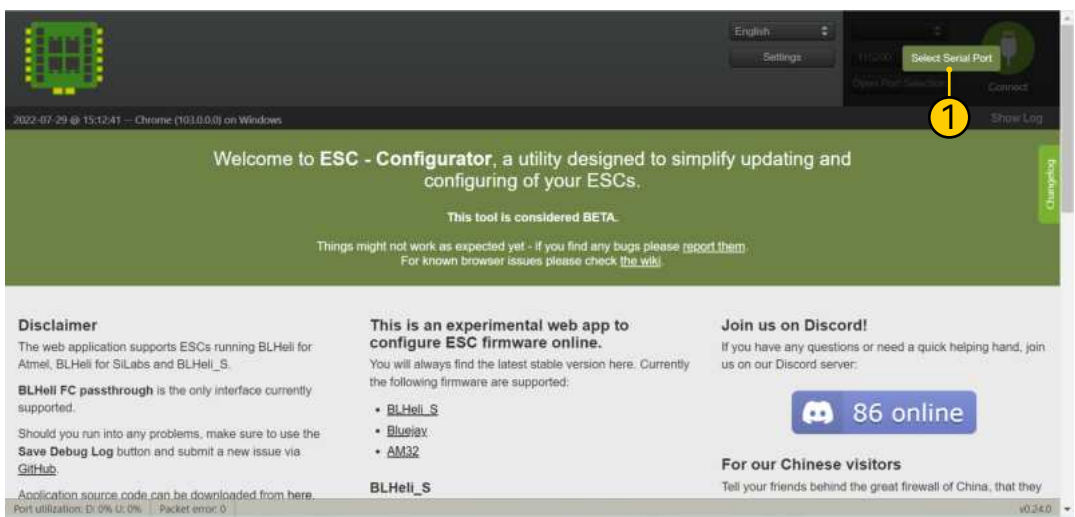 English
Settings
115200
Select Serial Port
Open Port Selection
Connect
1
2022-07-29 @ 15:12:41 -- Chrome (103.0.0.0) on Windows
Show Log
Welcome to ESC - Configurator, a utility designed to simplify updating and
configuring of your ESCs.
This tool is considered BETA.
Things might not work as expected yet - if you find any bugs please report them.
For known browser issues please check the wiki.
Changelog
Disclaimer
The web application supports ESCs running BLHeli for
Atmel, BLHeli for SiLabs and BLHeli_S.
BLHeli FC passthrough is the only interface currently
supported.
Should you run into any problems, make sure to use the
Save Debug Log button and submit a new issue via
GitHub.
Application source code can be downloaded from here.
This is an experimental web app to
configure ESC firmware online.
You will always find the latest stable version here. Currently
the following firmware are supported:
• BLHeli_S
• Bluejay
• AM32
BLHeli_S
Join us on Discord!
If you have any questions or need a quick helping hand, join
us on our Discord server:
86 online
For our Chinese visitors
Tell your friends behind the great firewall of China, that they
Port utilization: D: 0% U: 0%
Packet error: 0
v0.24.0